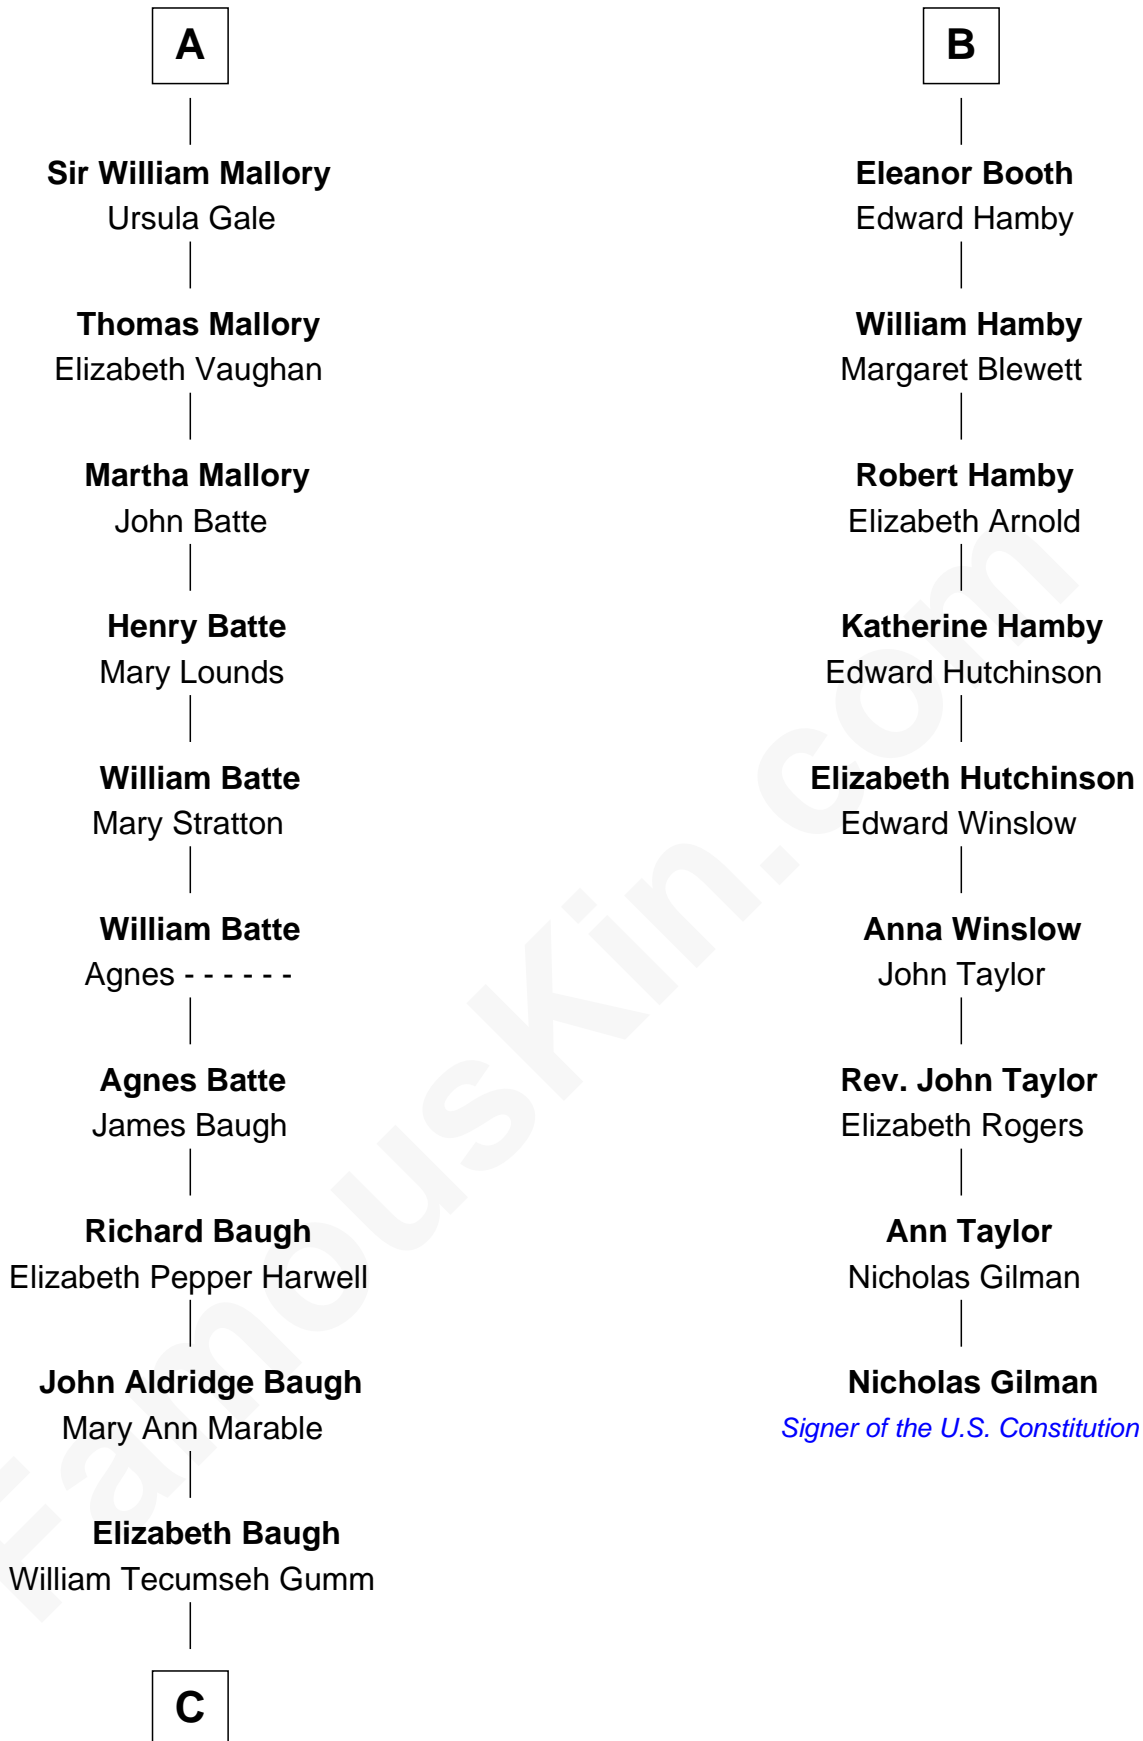 A
Sir William Mallory
Ursula Gale
Thomas Mallory
Elizabeth Vaughan
Martha Mallory
John Batte
Henry Batte
Mary Lounds
William Batte
Mary Stratton
William Batte
Agnes - - - - - -
Agnes Batte
James Baugh
Richard Baugh
Elizabeth Pepper Harwell
John Aldridge Baugh
Mary Ann Marable
Elizabeth Baugh
William Tecumseh Gumm
C
B
Eleanor Booth
Edward Hamby
William Hamby
Margaret Blewett
Robert Hamby
Elizabeth Arnold
Katherine Hamby
Edward Hutchinson
Elizabeth Hutchinson
Edward Winslow
Anna Winslow
John Taylor
Rev. John Taylor
Elizabeth Rogers
Ann Taylor
Nicholas Gilman
Nicholas Gilman
Signer of the U.S. Constitution
FamousKin.com